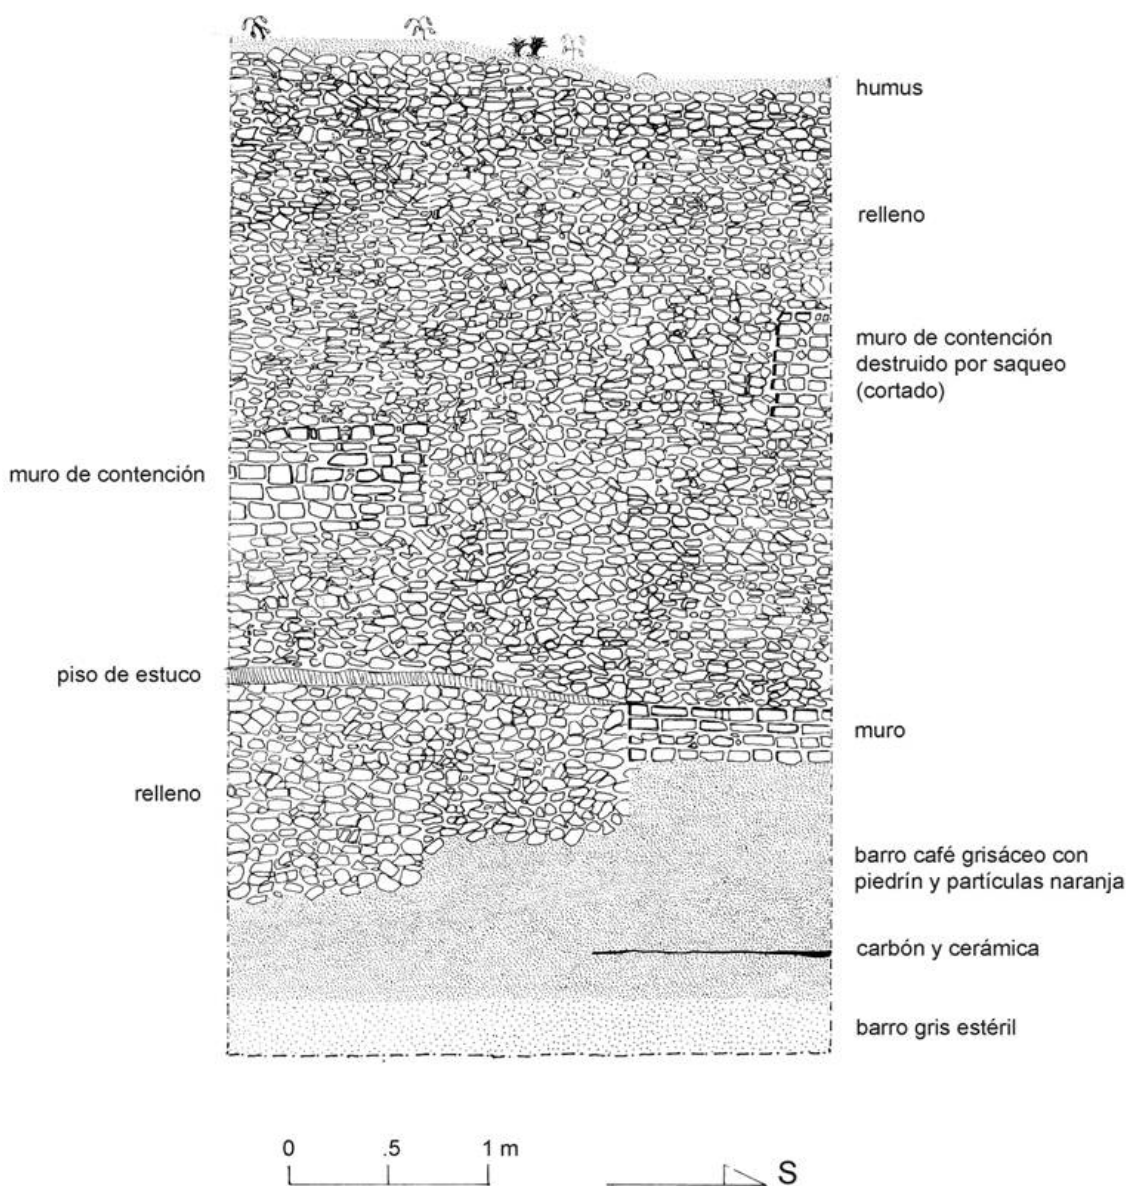 humus
relleno
muro de contención
destruido por saqueo
(cortado)
muro de contención
piso de estuco
muro
relleno
barro café grisáceo con
piedrín y partículas naranja
carbón y cerámica
barro gris estéril
0 .5 1 m
S